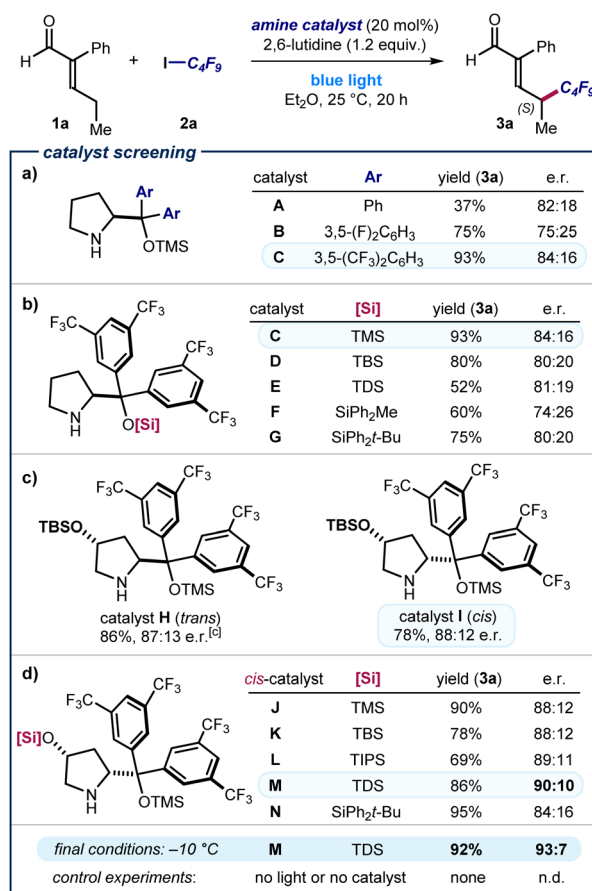 O
H
Ph
Me
1a
+
I—C4F9
2a
amine catalyst (20 mol%)
2,6-lutidine (1.2 equiv.)
blue light
Et2O, 25 °C, 20 h
O
H
Ph
C4F9
(S)
Me
3a
catalyst screening
a)
Ar
Ar
N
H
OTMS
catalyst Ar yield (3a) e.r.
A Ph 37% 82:18
B 3,5-(F)2C6H3 75% 75:25
C 3,5-(CF3)2C6H3 93% 84:16
b)
CF3
F3C
CF3
CF3
N
H
O[Si]
catalyst [Si] yield (3a) e.r.
C TMS 93% 84:16
D TBS 80% 80:20
E TDS 52% 81:19
F SiPh2Me 60% 74:26
G SiPh2t-Bu 75% 80:20
c)
CF3
F3C
TBSO
CF3
CF3
N
H
OTMS
catalyst H (trans)
86%, 87:13 e.r.[c]
CF3
F3C
TBSO
CF3
CF3
N
H
OTMS
catalyst I (cis)
78%, 88:12 e.r.
d)
CF3
F3C
[Si]O
CF3
CF3
N
H
OTMS
cis-catalyst [Si] yield (3a) e.r.
J TMS 90% 88:12
K TBS 78% 88:12
L TIPS 69% 89:11
M TDS 86% 90:10
N SiPh2t-Bu 95% 84:16
final conditions: –10 °C M TDS 92% 93:7
control experiments: no light or no catalyst none n.d.